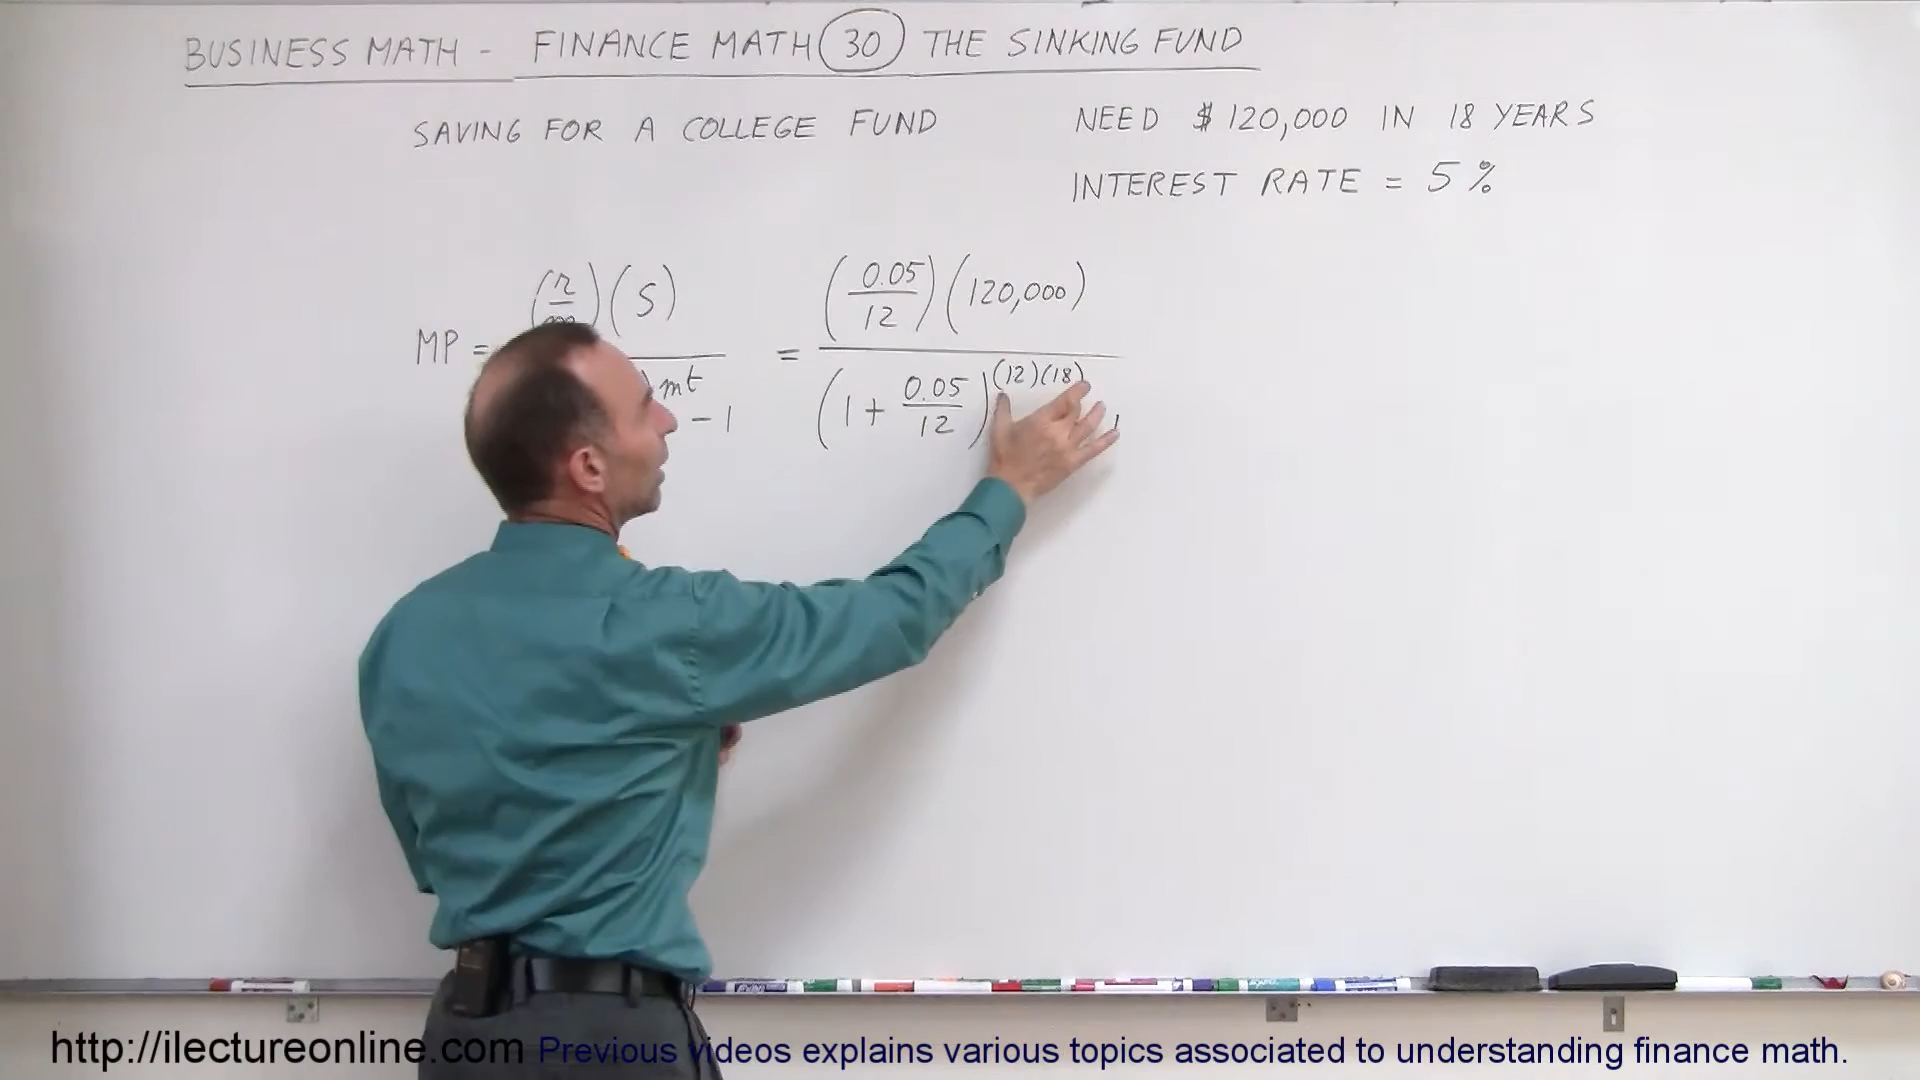 BUSINESS MATH - FINANCE MATH 30 THE SINKING FUND
SAVING FOR A COLLEGE FUND
NEED $ 120,000 IN 18 YEARS
INTEREST RATE = 5 %
MP = (r/m)(S) / )^mt - 1 = (0.05/12)(120,000) / (1 + 0.05/12)^(12)(18)
http://ilectureonline.com Previous videos explains various topics associated to understanding finance math.